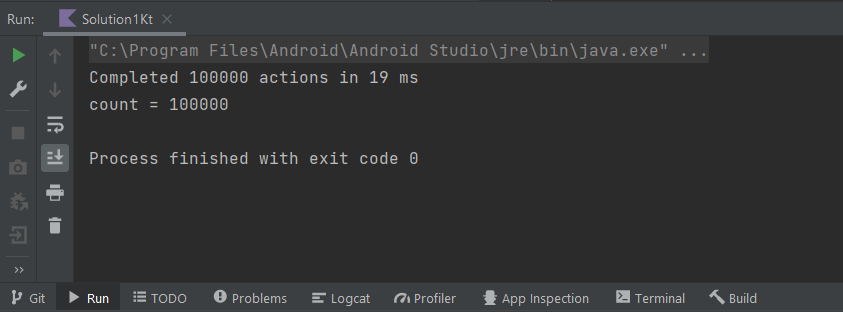 Run:
Solution1Kt
"C:\Program Files\Android\Android Studio\jre\bin\java.exe" ...
Completed 100000 actions in 19 ms
count = 100000
Process finished with exit code 0
Git Run TODO Problems Logcat Profiler App Inspection Terminal Build